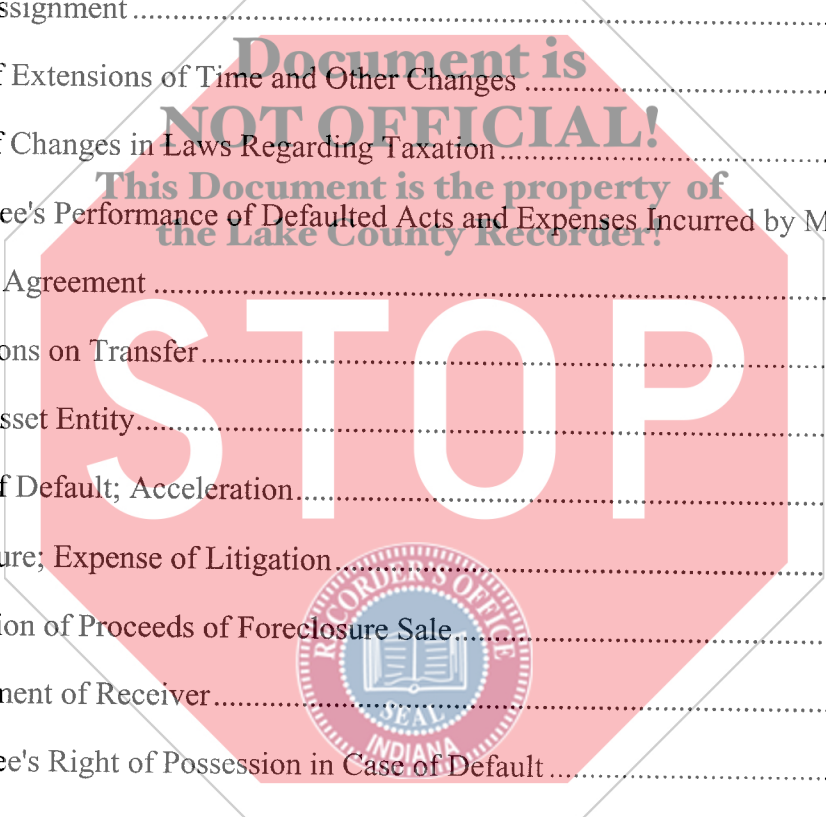 ssignment
Document is
f Extensions of Time and Other Changes
NOT OFFICIAL!
f Changes in Laws Regarding Taxation
This Document is the property of
ee's Performance of Defaulted Acts and Expenses Incurred by M
the Lake County Recorder!
Agreement
ons on Transfer
sset Entity
STOP
f Default; Acceleration
ure; Expense of Litigation
RECORDER'S OFFICE
ion of Proceeds of Foreclosure Sale
ment of Receiver
SEAL
INDIANA
ee's Right of Possession in Case of Default